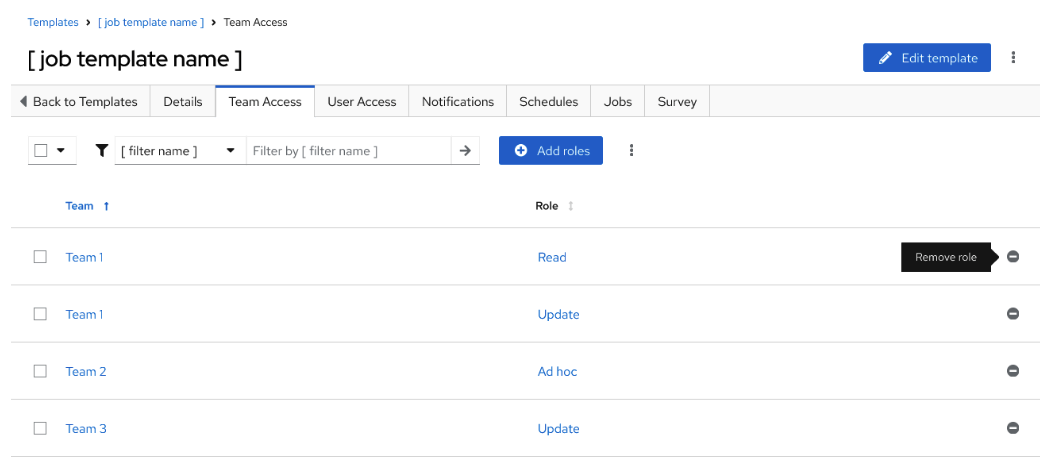 Templates > [ job template name ] > Team Access
[ job template name ]
Edit template
Back to Templates Details Team Access User Access Notifications Schedules Jobs Survey
[ filter name ] Filter by [ filter name ] Add roles
Team Role
Team 1 Read Remove role
Team 1 Update
Team 2 Ad hoc
Team 3 Update